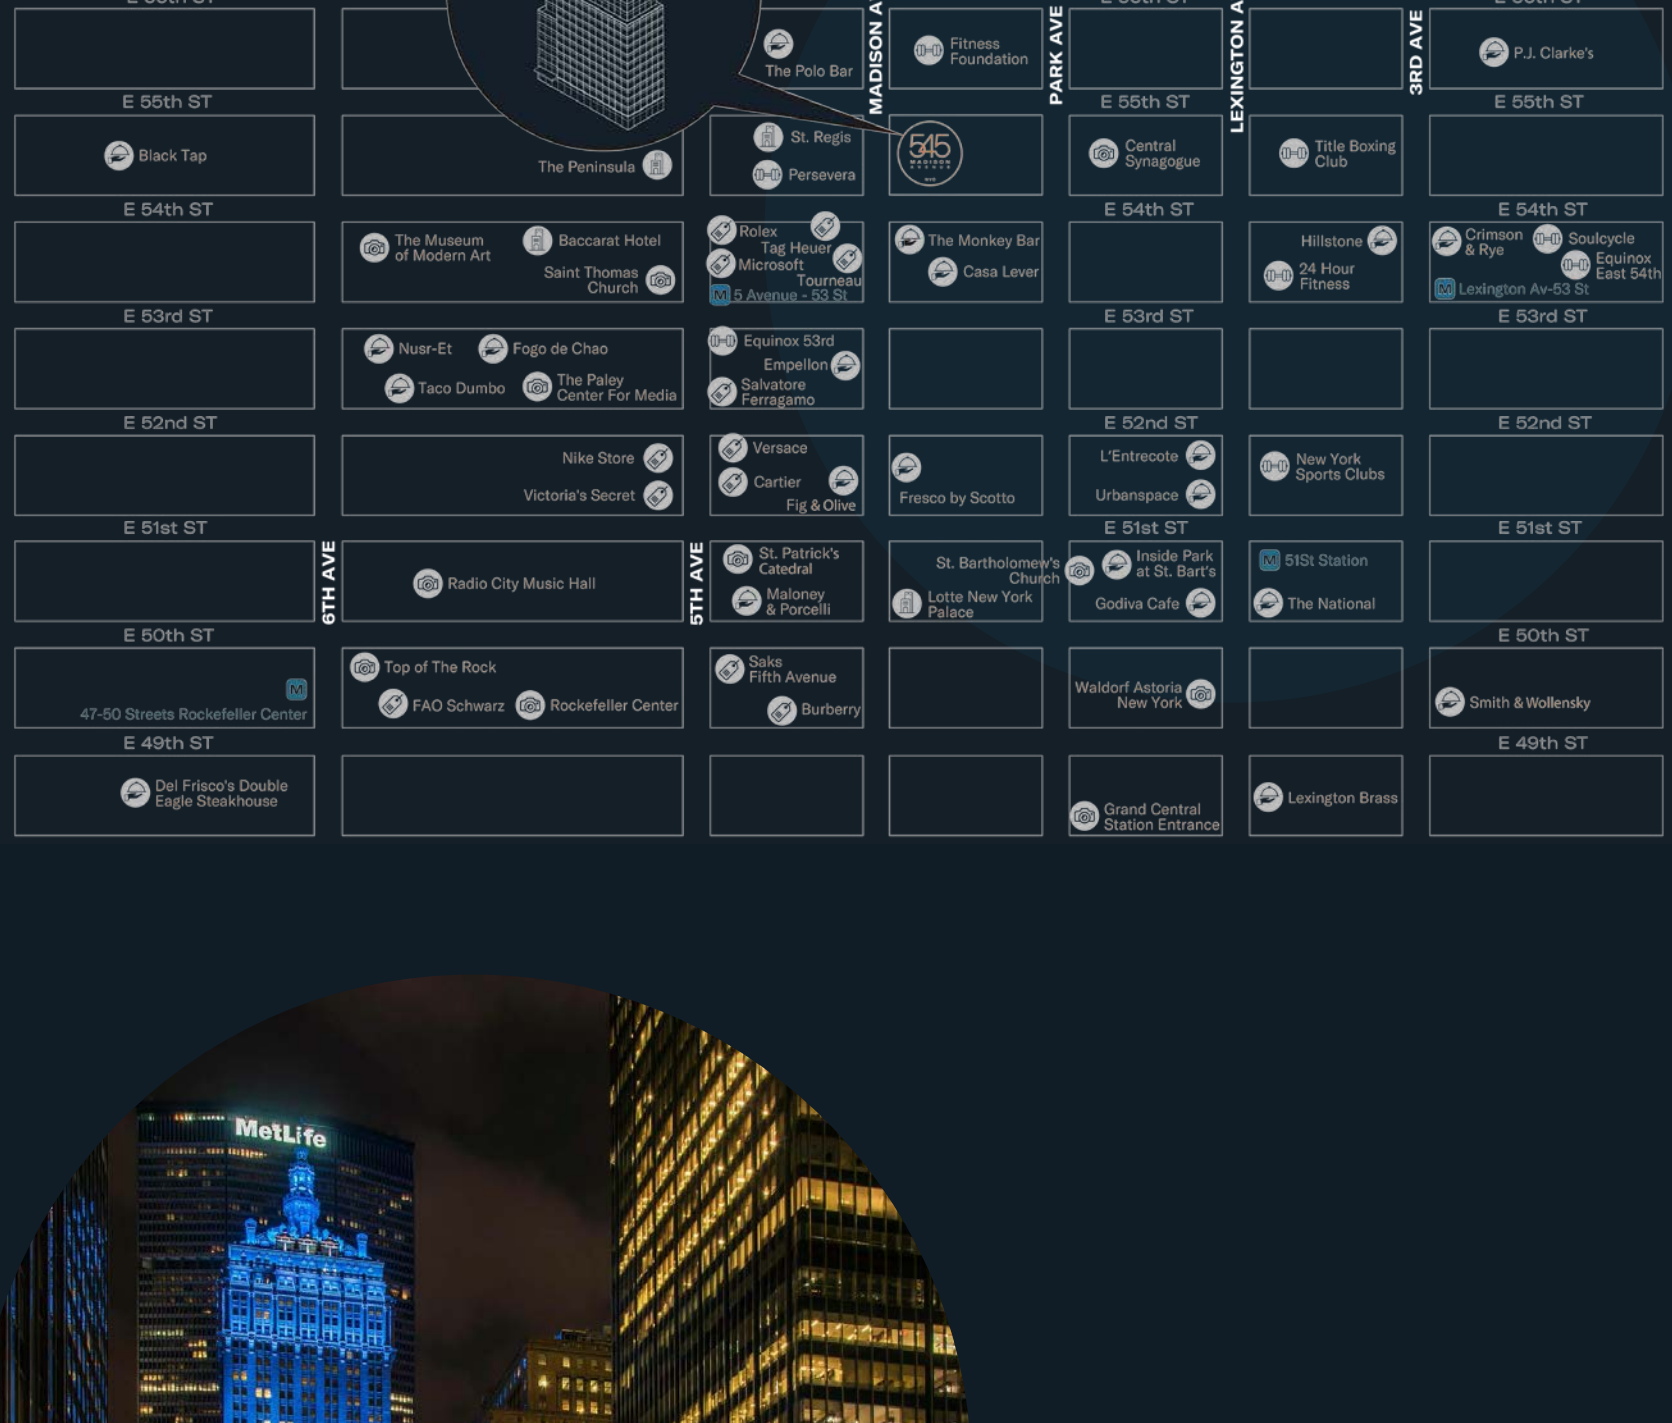 MADISON A
PARK AVE
LEXINGTON A
3RD AVE
The Polo Bar
Fitness
Foundation
P.J. Clarke's
E 55th ST
E 55th ST
E 55th ST
Black Tap
The Peninsula
St. Regis
Persevera
545
MADISON
AVENUE
NYC
Central
Synagogue
Title Boxing
Club
E 54th ST
E 54th ST
E 54th ST
The Museum
of Modern Art
Baccarat Hotel
Saint Thomas
Church
Rolex
Tag Heuer
Microsoft
Tourneau
M 5 Avenue - 53 St
The Monkey Bar
Casa Lever
Hillstone
24 Hour
Fitness
Crimson
& Rye
Soulcycle
Equinox
East 54th
M Lexington Av-53 St
E 53rd ST
E 53rd ST
E 53rd ST
Nusr-Et
Fogo de Chao
Taco Dumbo
The Paley
Center For Media
Equinox 53rd
Empellon
Salvatore
Ferragamo
E 52nd ST
E 52nd ST
E 52nd ST
Nike Store
Victoria's Secret
Versace
Cartier
Fig & Olive
Fresco by Scotto
L'Entrecote
Urbanspace
New York
Sports Clubs
E 51st ST
E 51st ST
E 51st ST
6TH AVE
Radio City Music Hall
5TH AVE
St. Patrick's
Catedral
Maloney
& Porcelli
St. Bartholomew's
Church
Lotte New York
Palace
Inside Park
at St. Bart's
Godiva Cafe
M 51St Station
The National
E 50th ST
E 50th ST
M
47-50 Streets Rockefeller Center
Top of The Rock
FAO Schwarz
Rockefeller Center
Saks
Fifth Avenue
Burberry
Waldorf Astoria
New York
Smith & Wollensky
E 49th ST
E 49th ST
Del Frisco's Double
Eagle Steakhouse
Grand Central
Station Entrance
Lexington Brass
MetLife